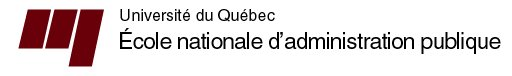 Université du Québec
École nationale d'administration publique